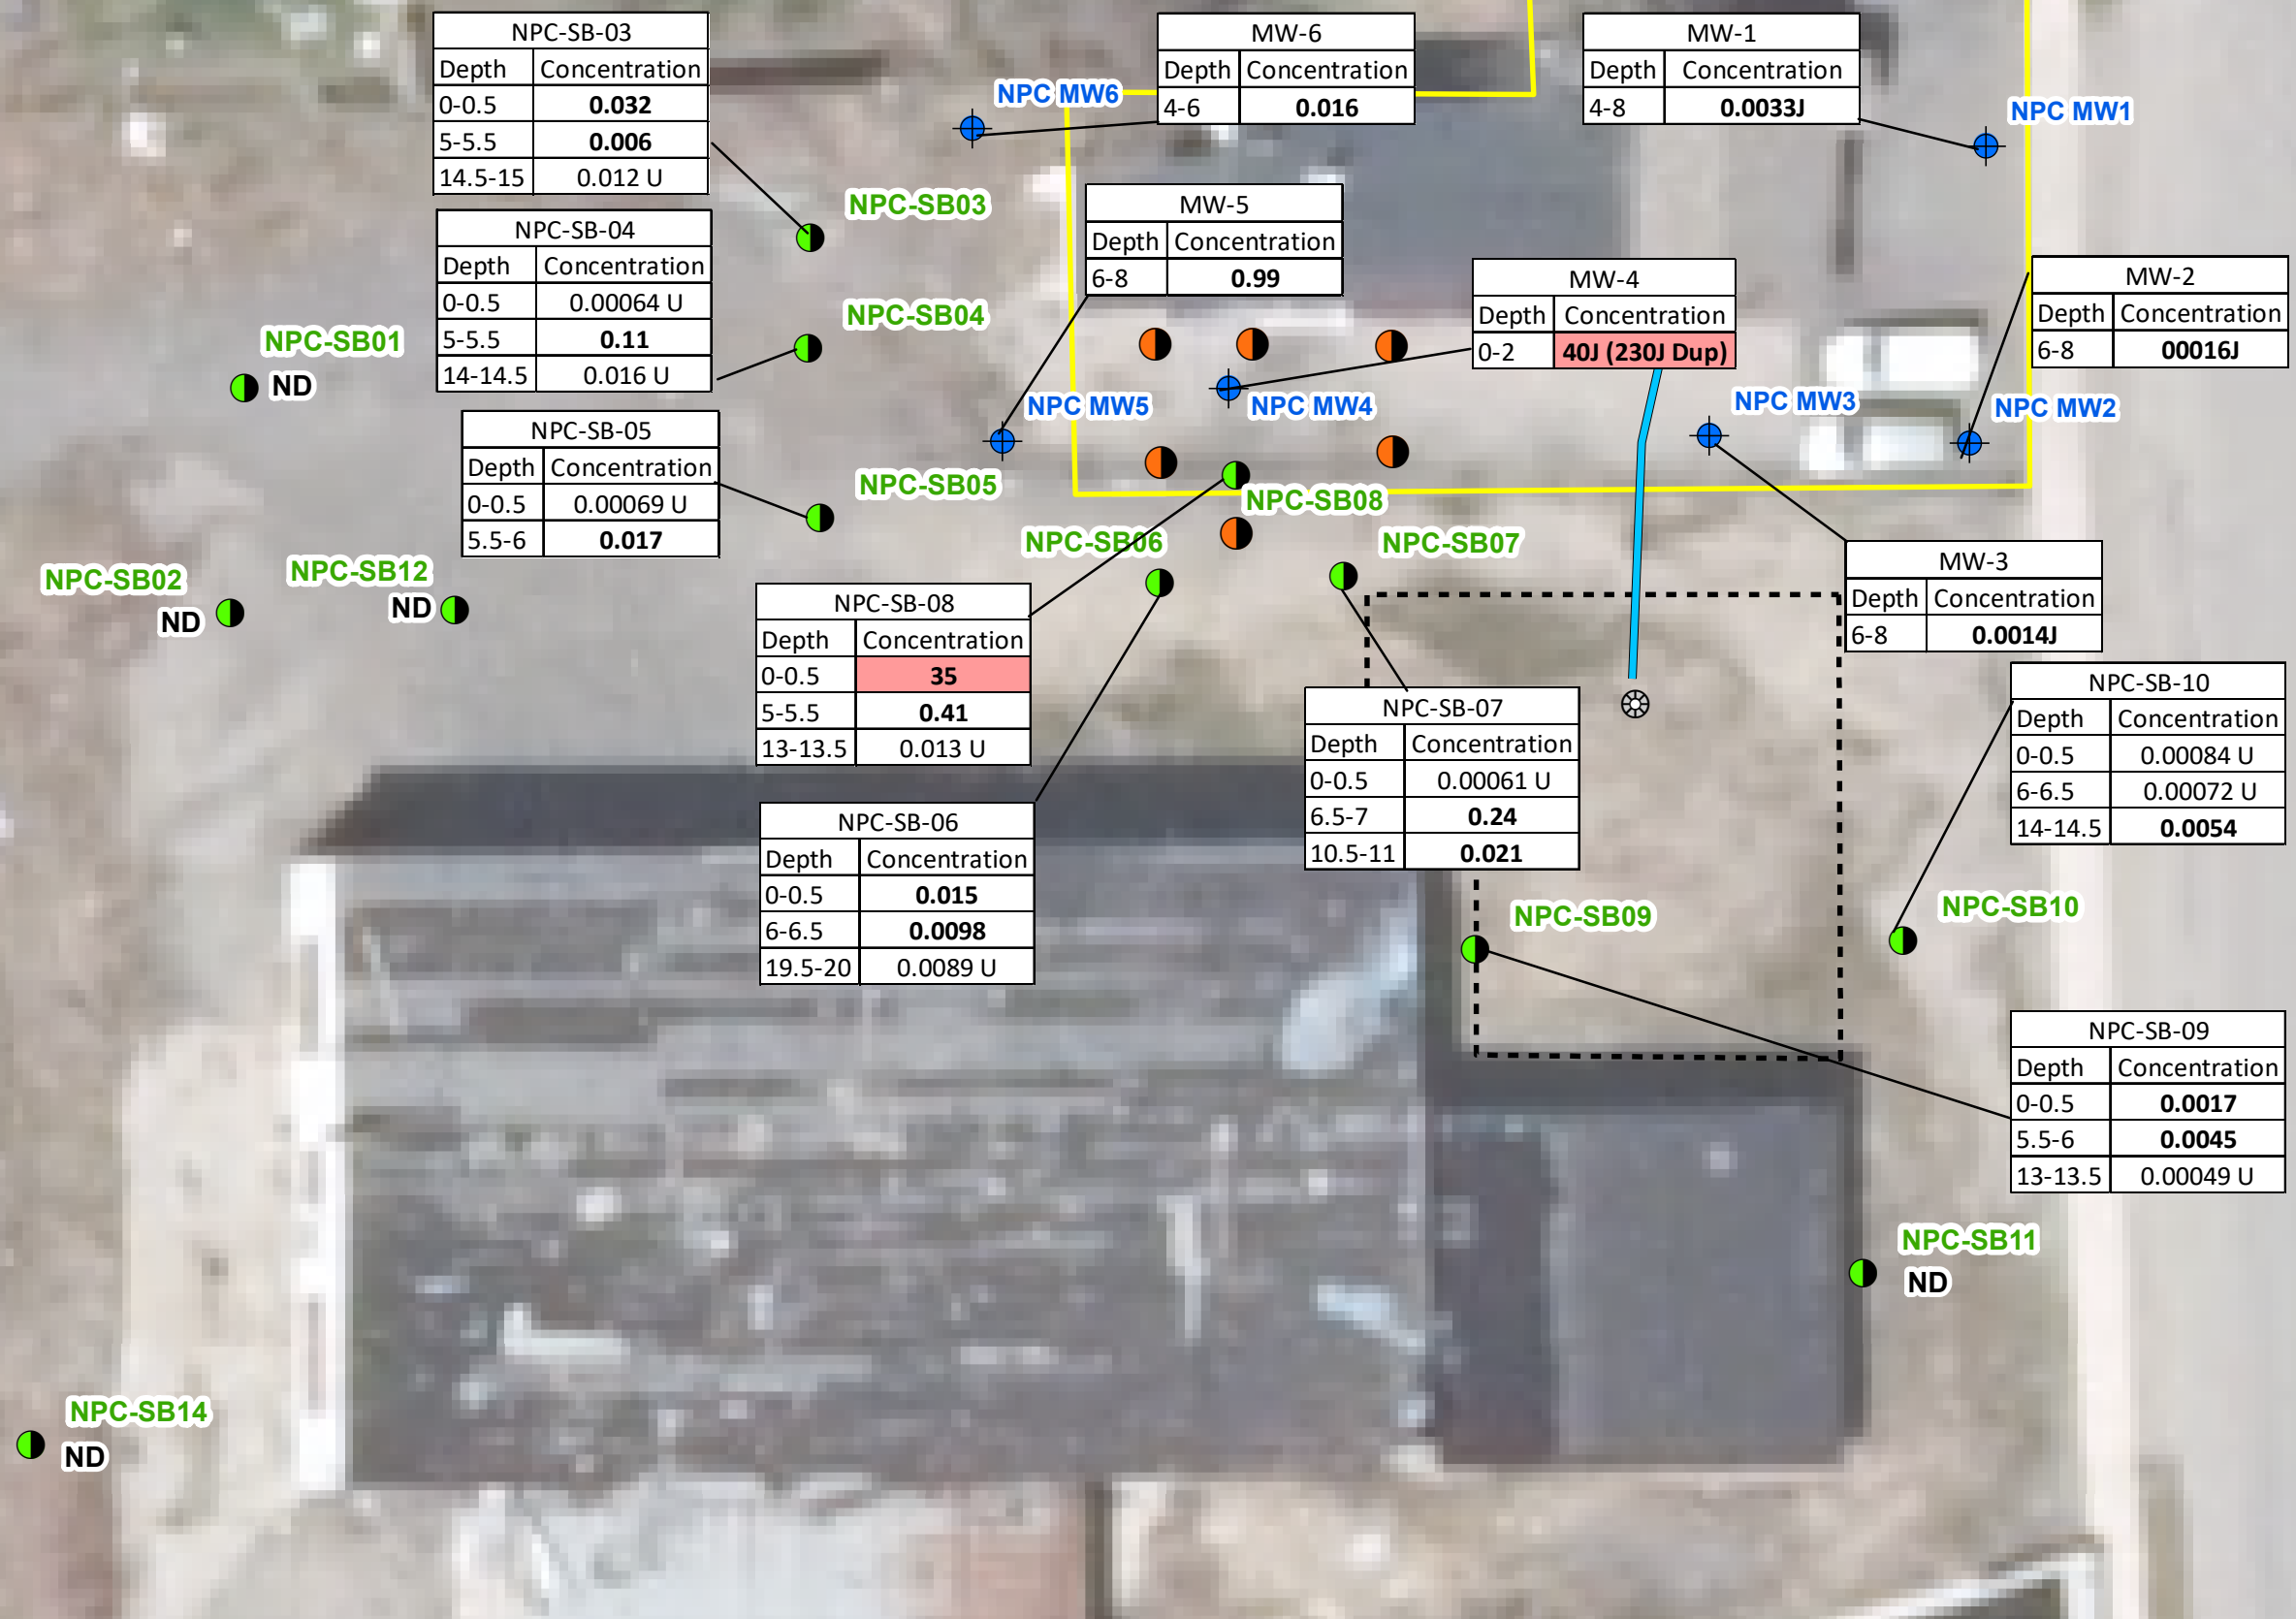 NPC-SB-03
Depth Concentration
0-0.5 0.032
5-5.5 0.006
14.5-15 0.012 U
MW-6
Depth Concentration
4-6 0.016
MW-1
Depth Concentration
4-8 0.0033J
NPC MW6
NPC MW1
NPC-SB03
NPC-SB-04
Depth Concentration
0-0.5 0.00064 U
5-5.5 0.11
14-14.5 0.016 U
MW-5
Depth Concentration
6-8 0.99
MW-4
Depth Concentration
0-2 40J (230J Dup)
MW-2
Depth Concentration
6-8 00016J
NPC-SB04
NPC-SB01
ND
NPC MW5
NPC MW4
NPC MW3
NPC MW2
NPC-SB-05
Depth Concentration
0-0.5 0.00069 U
5.5-6 0.017
NPC-SB05
NPC-SB08
NPC-SB06
NPC-SB07
NPC-SB02
ND
NPC-SB12
ND
MW-3
Depth Concentration
6-8 0.0014J
NPC-SB-08
Depth Concentration
0-0.5 35
5-5.5 0.41
13-13.5 0.013 U
NPC-SB-07
Depth Concentration
0-0.5 0.00061 U
6.5-7 0.24
10.5-11 0.021
NPC-SB-10
Depth Concentration
0-0.5 0.00084 U
6-6.5 0.00072 U
14-14.5 0.0054
NPC-SB-06
Depth Concentration
0-0.5 0.015
6-6.5 0.0098
19.5-20 0.0089 U
NPC-SB09
NPC-SB10
NPC-SB-09
Depth Concentration
0-0.5 0.0017
5.5-6 0.0045
13-13.5 0.00049 U
NPC-SB11
ND
NPC-SB14
ND